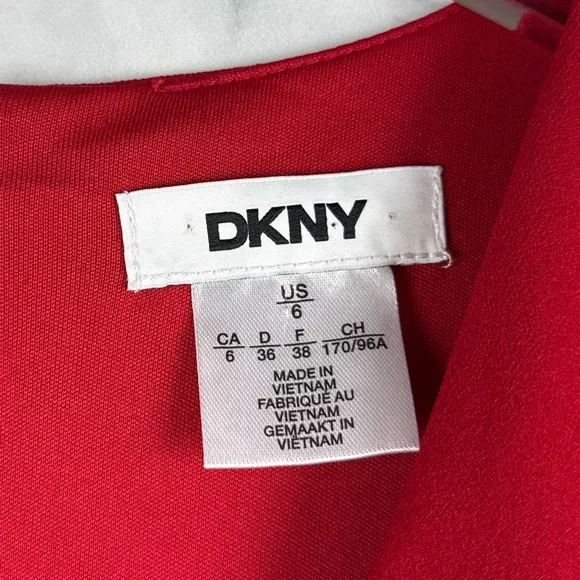 DKNY
US
6
CA D F CH
6 36 38 170/96A
MADE IN
VIETNAM
FABRIQUÉ AU
VIETNAM
GEMAAKT IN
VIETNAM